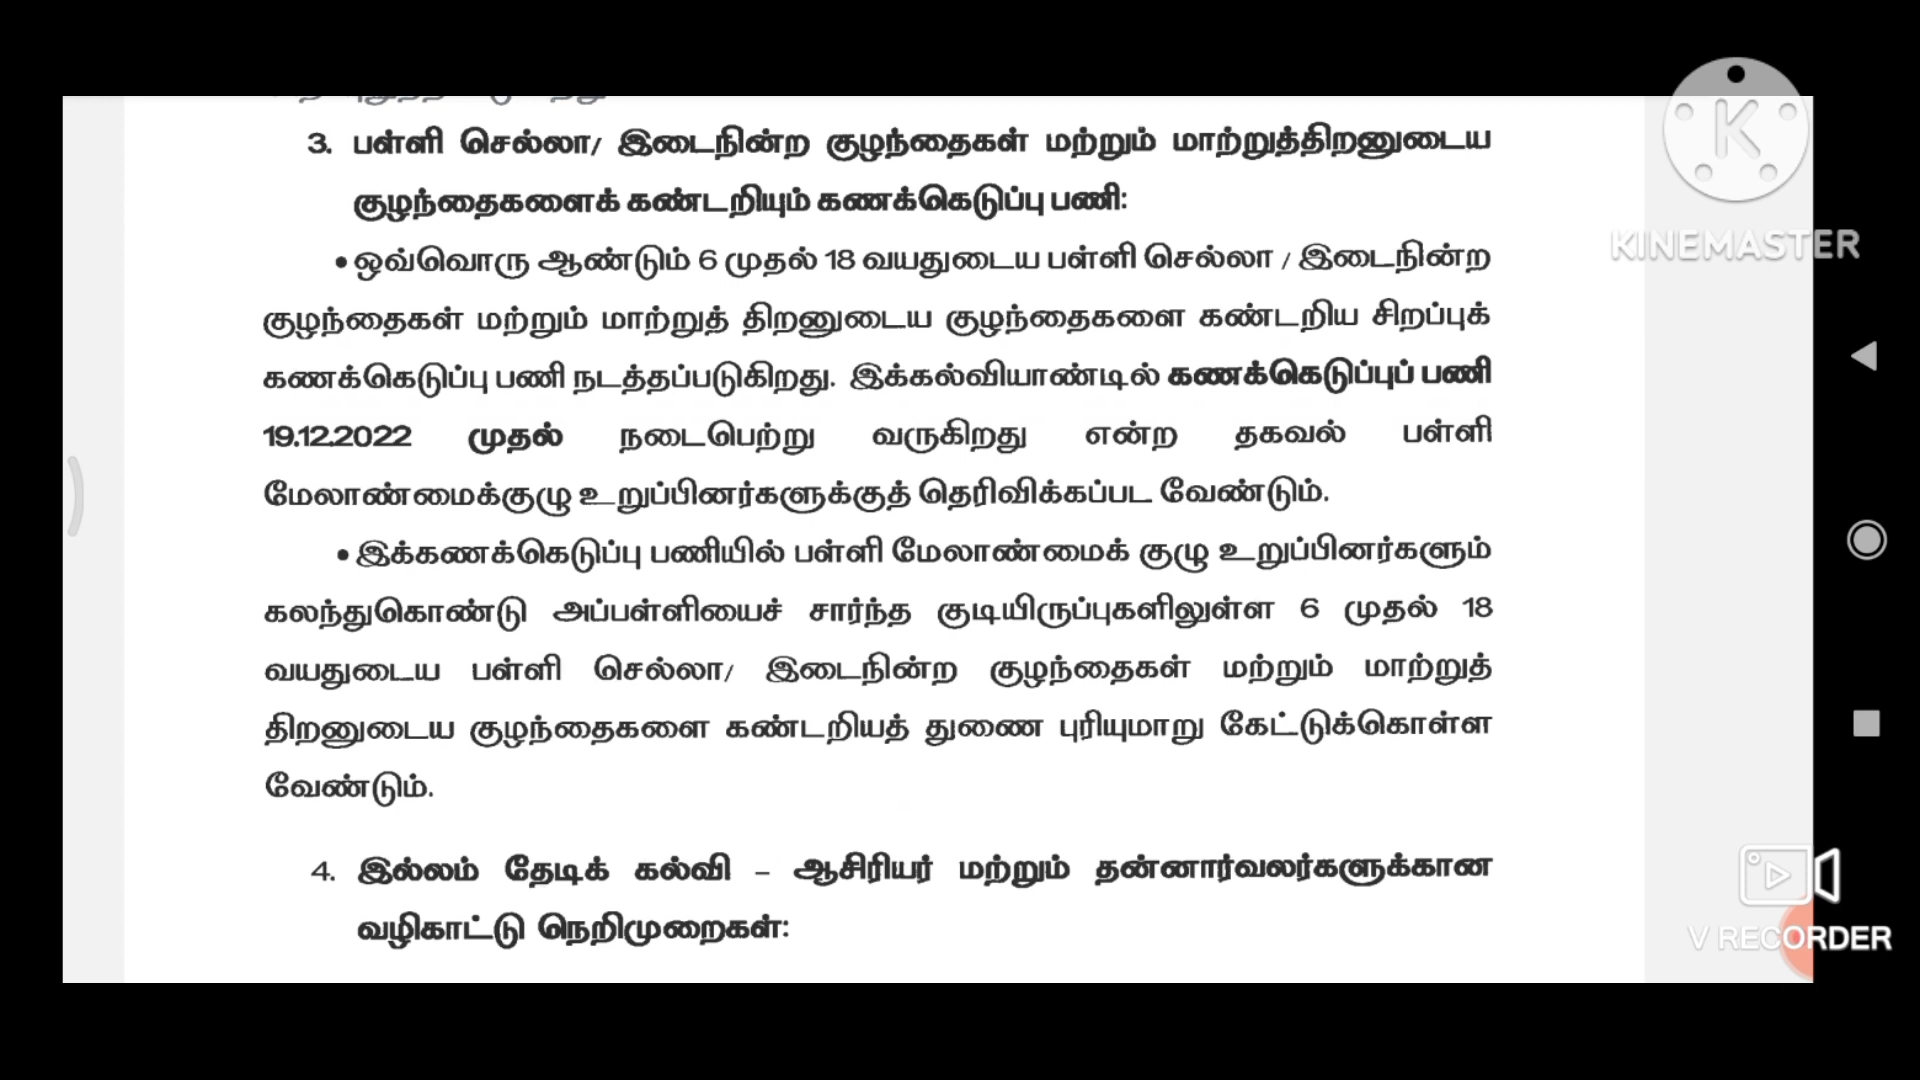 3. பள்ளி செல்லா/ இடைநின்ற குழந்தைகள் மற்றும் மாற்றுத்திறனுடைய
குழந்தைகளைக் கண்டறியும் கணக்கெடுப்பு பணி:
• ஒவ்வொரு ஆண்டும் 6 முதல் 18 வயதுடைய பள்ளி செல்லா / இடைநின்ற
குழந்தைகள் மற்றும் மாற்றுத் திறனுடைய குழந்தைகளை கண்டறிய சிறப்புக்
கணக்கெடுப்பு பணி நடத்தப்படுகிறது. இக்கல்வியாண்டில் கணக்கெடுப்புப் பணி
19.12.2022 முதல் நடைபெற்று வருகிறது என்ற தகவல் பள்ளி
மேலாண்மைக்குழு உறுப்பினர்களுக்குத் தெரிவிக்கப்பட வேண்டும்.
• இக்கணக்கெடுப்பு பணியில் பள்ளி மேலாண்மைக் குழு உறுப்பினர்களும்
கலந்துகொண்டு அப்பள்ளியைச் சார்ந்த குடியிருப்புகளிலுள்ள 6 முதல் 18
வயதுடைய பள்ளி செல்லா/ இடைநின்ற குழந்தைகள் மற்றும் மாற்றுத்
திறனுடைய குழந்தைகளை கண்டறியத் துணை புரியுமாறு கேட்டுக்கொள்ள
வேண்டும்.
4. இல்லம் தேடிக் கல்வி – ஆசிரியர் மற்றும் தன்னார்வலர்களுக்கான
வழிகாட்டு நெறிமுறைகள்:
K
KINEMASTER
V RECORDER